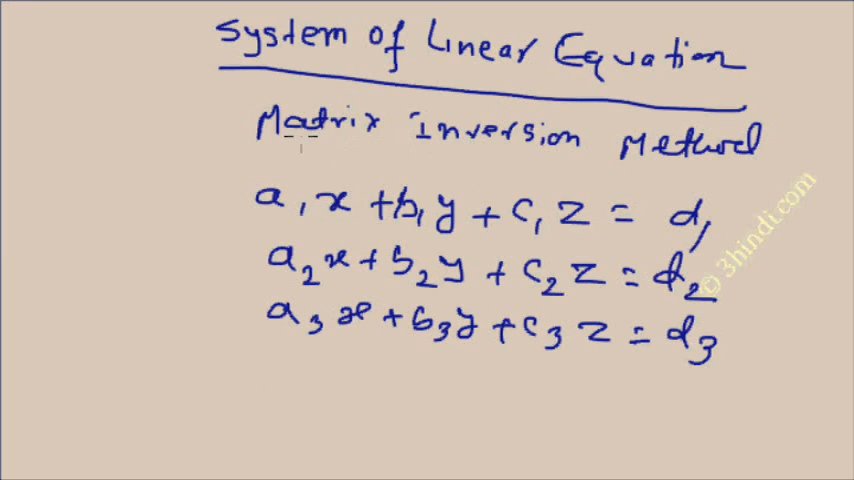 System of Linear Equation
Matrix Inversion Method
a₁x + b₁y + c₁z = d₁
a₂x + b₂y + c₂z = d₂
a₃x + b₃y + c₃z = d₃
© 3hindi.com